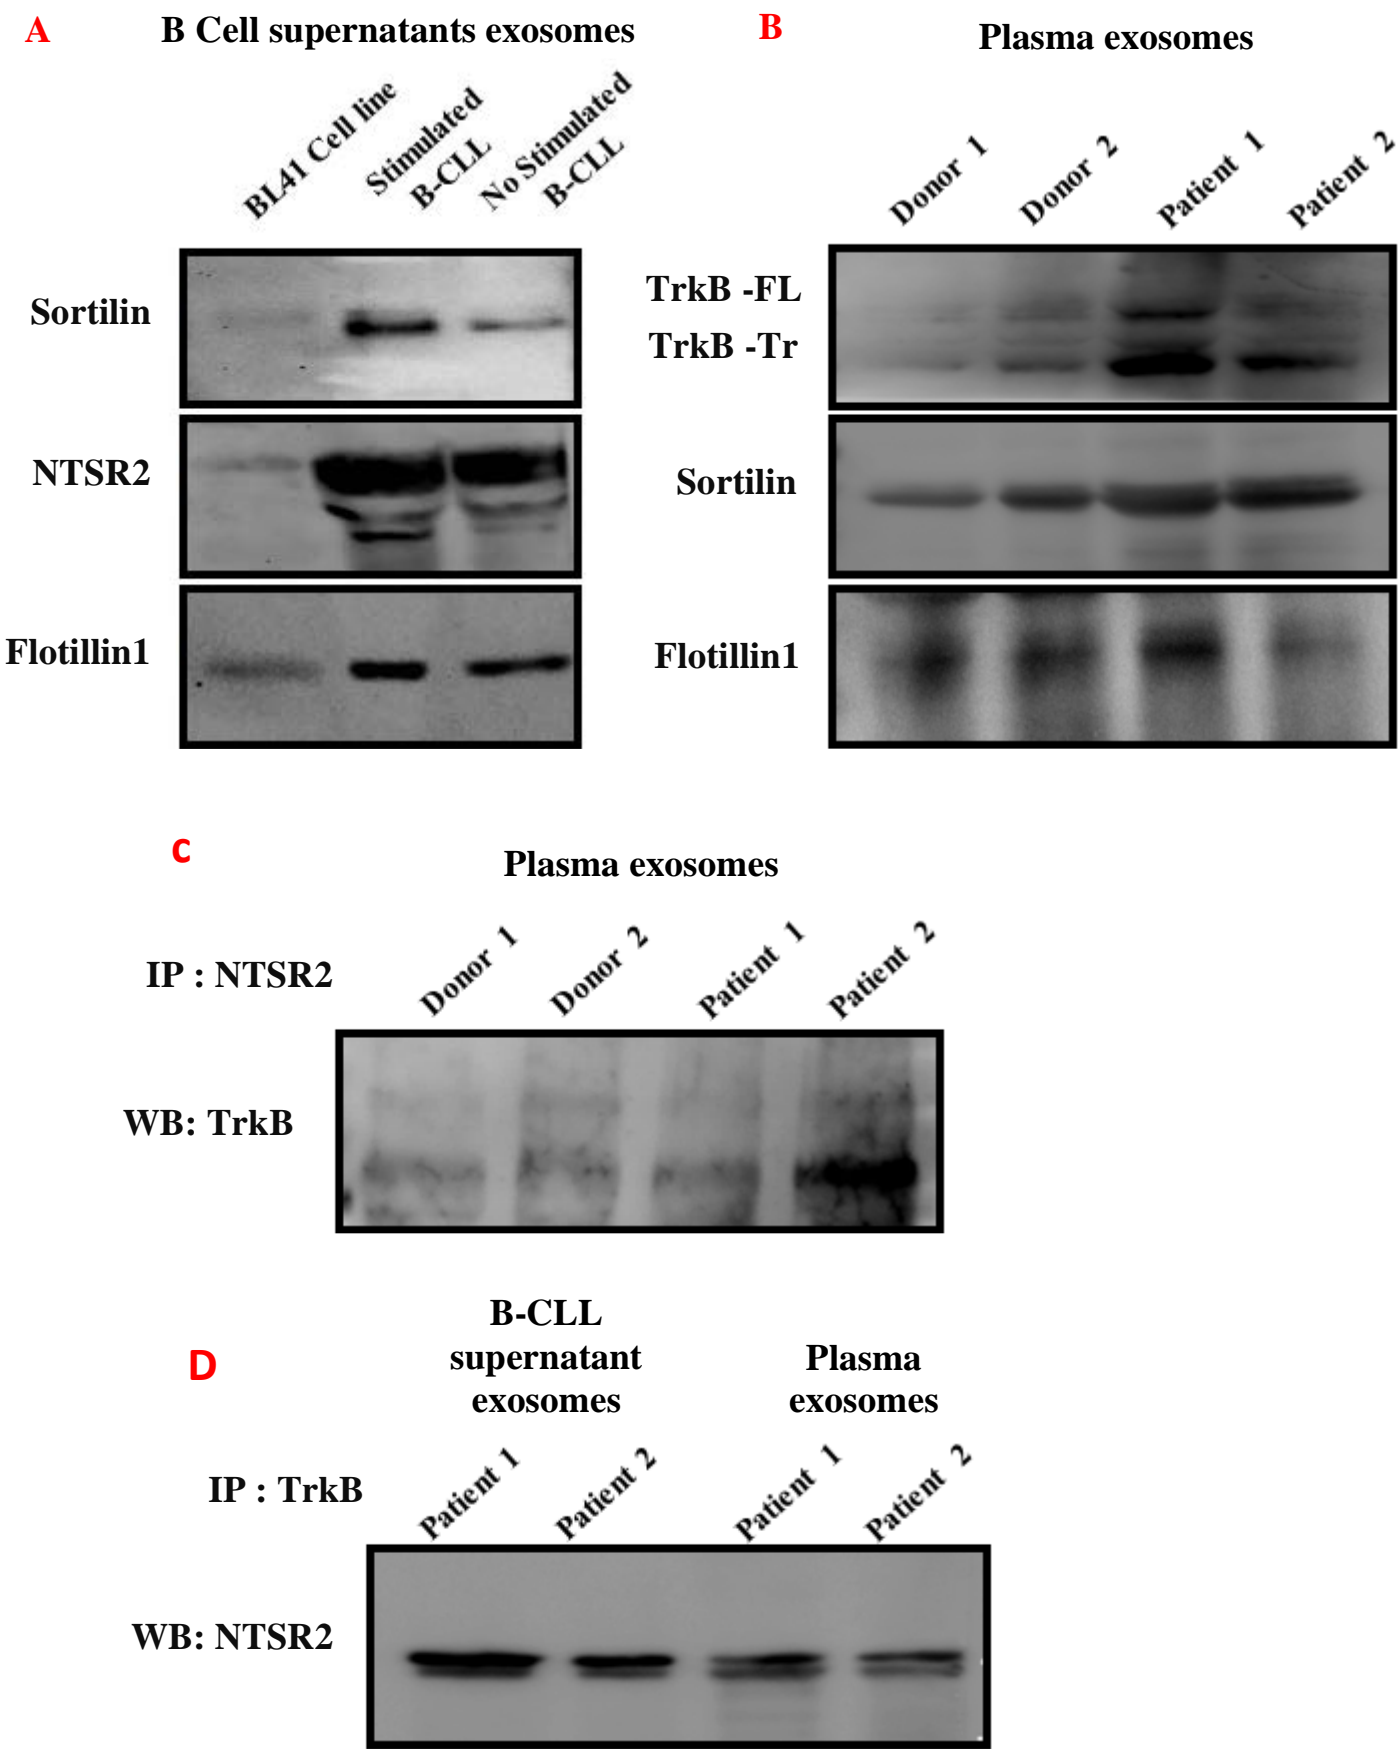 A
B Cell supernatants exosomes
BL41 Cell line
Stimulated
B-CLL
No Stimulated
B-CLL
Sortilin
NTSR2
Flotillin1
B
Plasma exosomes
Donor 1
Donor 2
Patient 1
Patient 2
TrkB -FL
TrkB -Tr
Sortilin
Flotillin1
C
Plasma exosomes
IP : NTSR2
Donor 1
Donor 2
Patient 1
Patient 2
WB: TrkB
D
B-CLL
supernatant
exosomes
Plasma
exosomes
IP : TrkB
Patient 1
Patient 2
Patient 1
Patient 2
WB: NTSR2